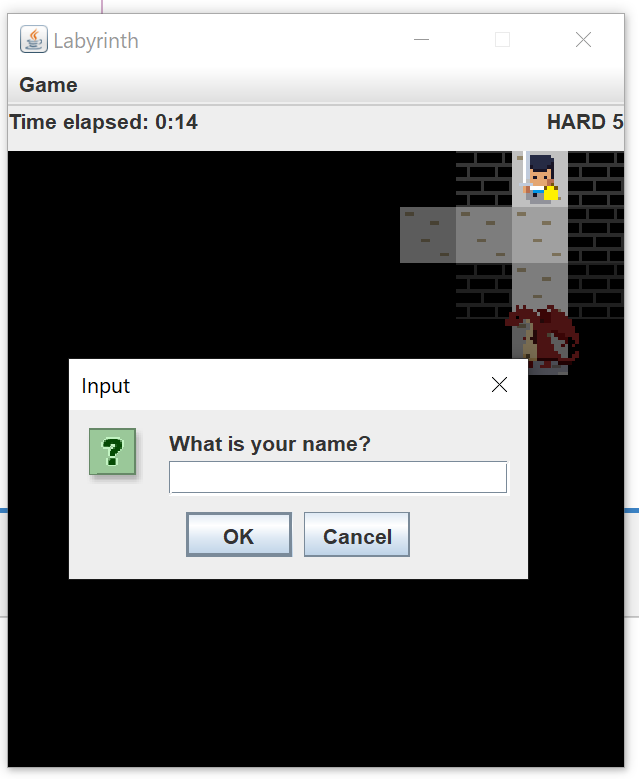 Labyrinth
Game
Time elapsed: 0:14 HARD 5
Input
?
What is your name?
OK Cancel